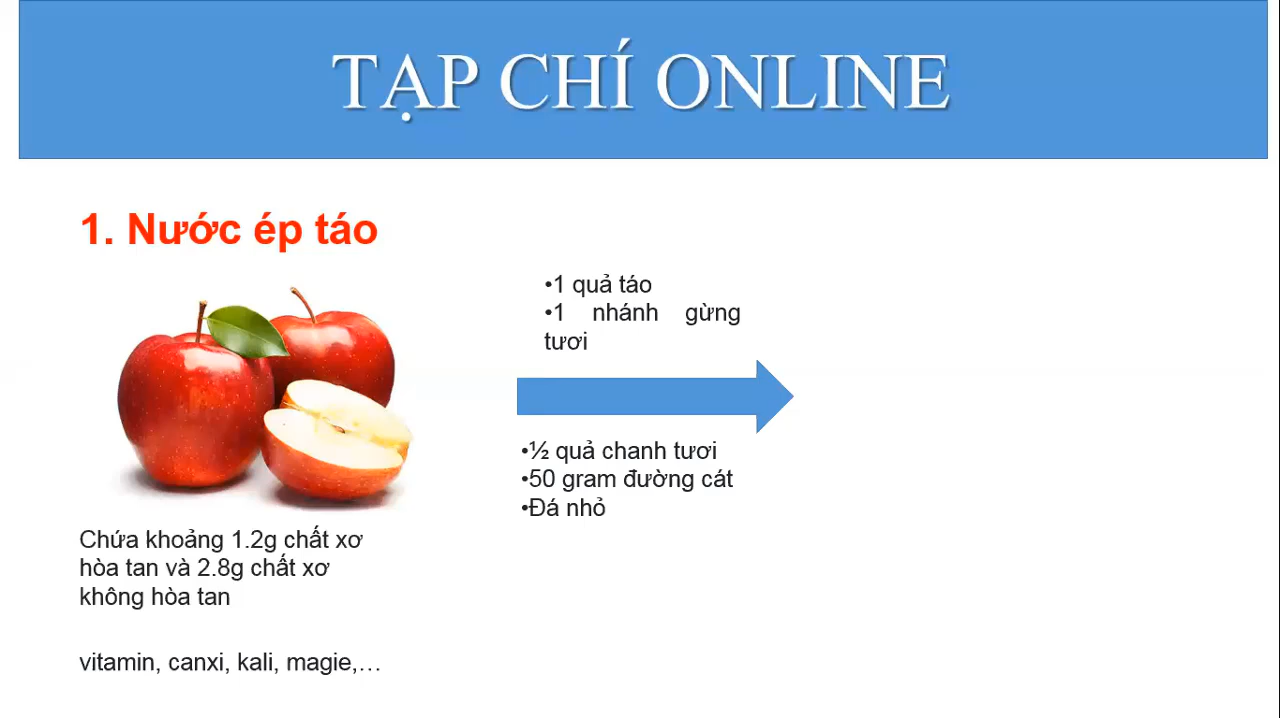 TẠP CHÍ ONLINE
1. Nước ép táo
•1 quả táo
•1 nhánh gừng
tươi
•½ quả chanh tươi
•50 gram đường cát
•Đá nhỏ
Chứa khoảng 1.2g chất xơ
hòa tan và 2.8g chất xơ
không hòa tan
vitamin, canxi, kali, magie,…